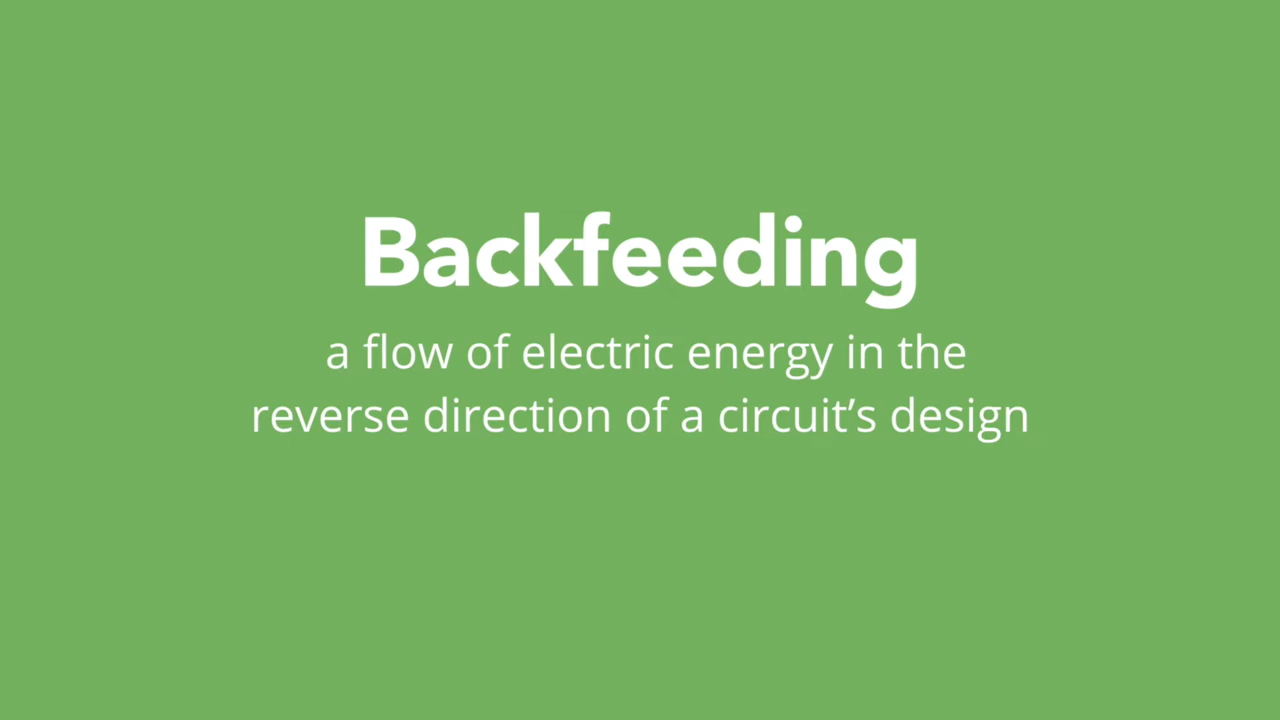 Backfeeding
a flow of electric energy in the
reverse direction of a circuit’s design